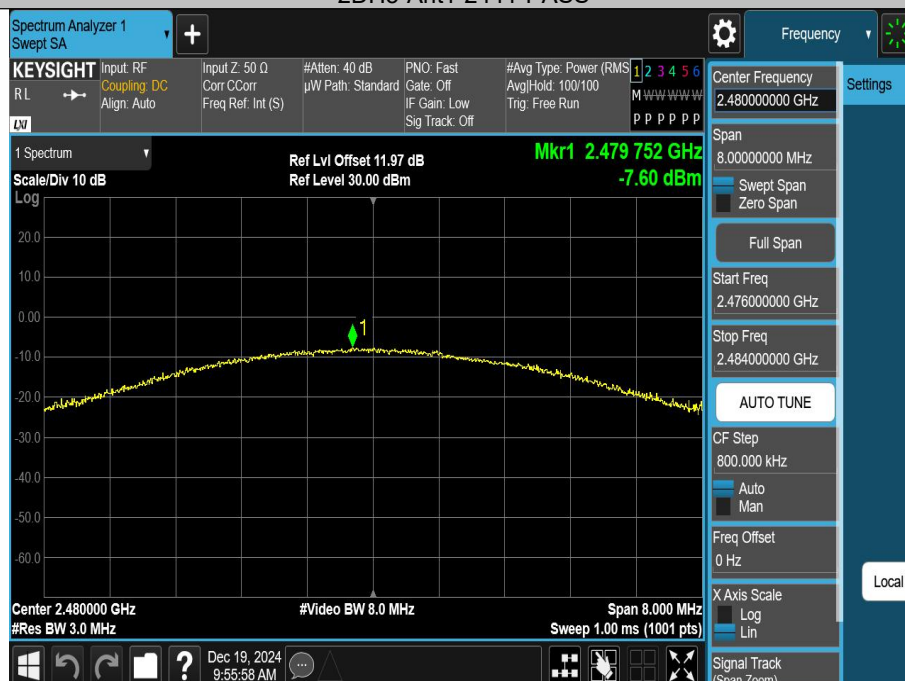 Spectrum Analyzer 1
Swept SA
+
Frequency
KEYSIGHT
RL
LXI
Input: RF
Coupling: DC
Align: Auto
Input Z: 50 Ω
Corr CCorr
Freq Ref: Int (S)
#Atten: 40 dB
µW Path: Standard
PNO: Fast
Gate: Off
IF Gain: Low
Sig Track: Off
#Avg Type: Power (RMS
Avg|Hold: 100/100
Trig: Free Run
1 2 3 4 5 6
M W W W W W
P P P P P P
1 Spectrum
Scale/Div 10 dB
Log
Ref Lvl Offset 11.97 dB
Ref Level 30.00 dBm
Mkr1 2.479 752 GHz
-7.60 dBm
20.0
10.0
0.00
-10.0
-20.0
-30.0
-40.0
-50.0
-60.0
1
Center 2.480000 GHz
#Res BW 3.0 MHz
#Video BW 8.0 MHz
Span 8.000 MHz
Sweep 1.00 ms (1001 pts)
Dec 19, 2024
9:55:58 AM
?
Center Frequency
2.480000000 GHz
Settings
Span
8.00000000 MHz
Swept Span
Zero Span
Full Span
Start Freq
2.476000000 GHz
Stop Freq
2.484000000 GHz
AUTO TUNE
CF Step
800.000 kHz
Auto
Man
Freq Offset
0 Hz
Local
X Axis Scale
Log
Lin
Signal Track
(Span Zoom)